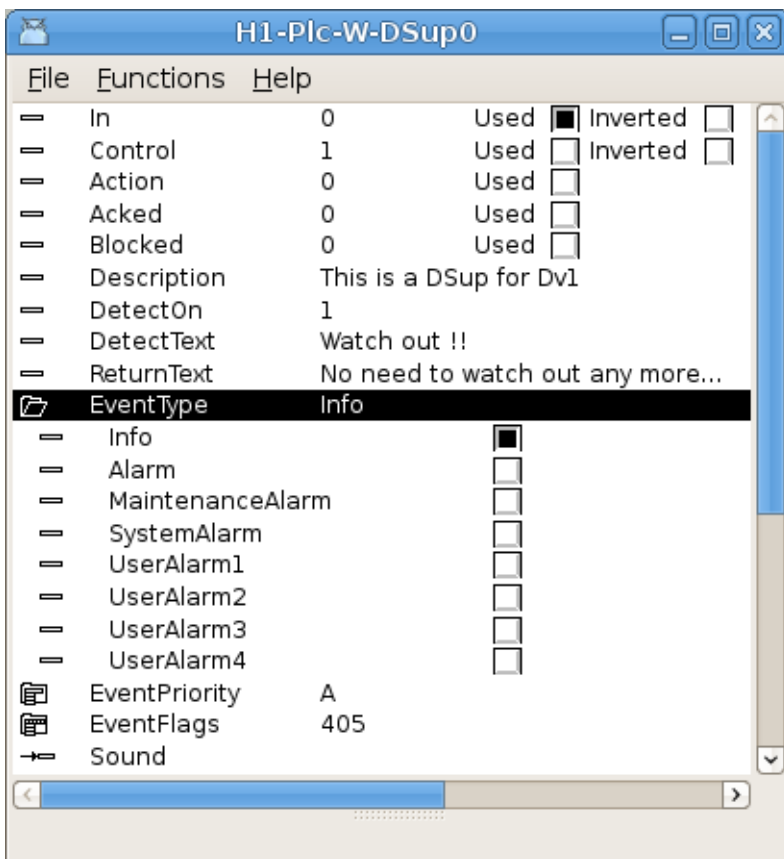 H1-Plc-W-DSup0
File Functions Help
In 0 Used Inverted
Control 1 Used Inverted
Action 0 Used
Acked 0 Used
Blocked 0 Used
Description This is a DSup for Dv1
DetectOn 1
DetectText Watch out !!
ReturnText No need to watch out any more...
EventType Info
Info
Alarm
MaintenanceAlarm
SystemAlarm
UserAlarm1
UserAlarm2
UserAlarm3
UserAlarm4
EventPriority A
EventFlags 405
Sound